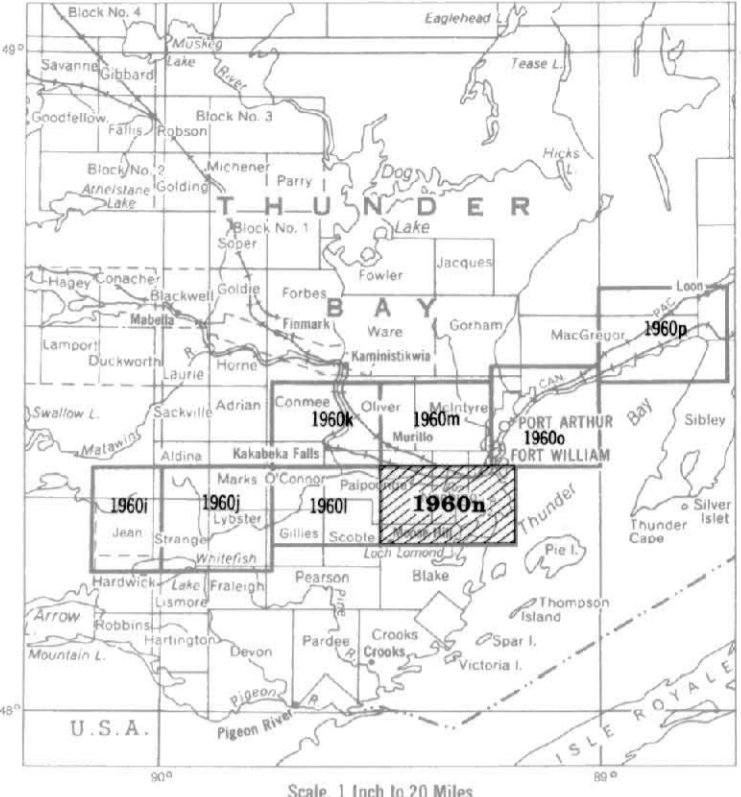 Block No. 4
Eaglehead L.
49°
Muskeg
Lake
River
Savanne
Gibbard
Tease L.
Goodfellow
Block No. 3
Fallis
Robson
Hicks
L.
Block No. 2
Michener
Parry
Dog
Athelstane
Lake
Golding
THUNDER
Lake
Block No. 1
Soper
Fowler
Jacques
Hagey
Conacher
Blackwell
Goldie
Forbes
Loon
BAY
PAC
Mabella
Finmark
Ware
Gorham
MacGregor
1960p
Lamport
Duckworth
Laurie
R
Horne
Kaministikwia
CAN.
Swallow L.
Sackville
Adrian
Conmee
1960k
Oliver
1960m
McIntyre
PORT ARTHUR
1960o
Bay
Sibley
Matawin
Murillo
FORT WILLIAM
Aldina
Kakabeka Falls
Marks
O'Connor
Paipoonge
1960i
1960j
1960l
1960n
Thunder
Silver
Islet
Jean
Strange
Lybster
Gillies
Scoble
Thunder
Cape
Whitefish
Loch Lomond
Pie I.
Hardwick
Lake
Fraleigh
Pearson
Blake
Lismore
Pine
Thompson
Island
Arrow
Robbins
Hartington
Devon
Pardee
Crooks
Crooks
Spar I.
Mountain L.
R
Victoria I.
Pigeon
R
48°
U.S.A.
Pigeon River
ISLE ROYALE
90°
89°
Scale, 1 Inch to 20 Miles